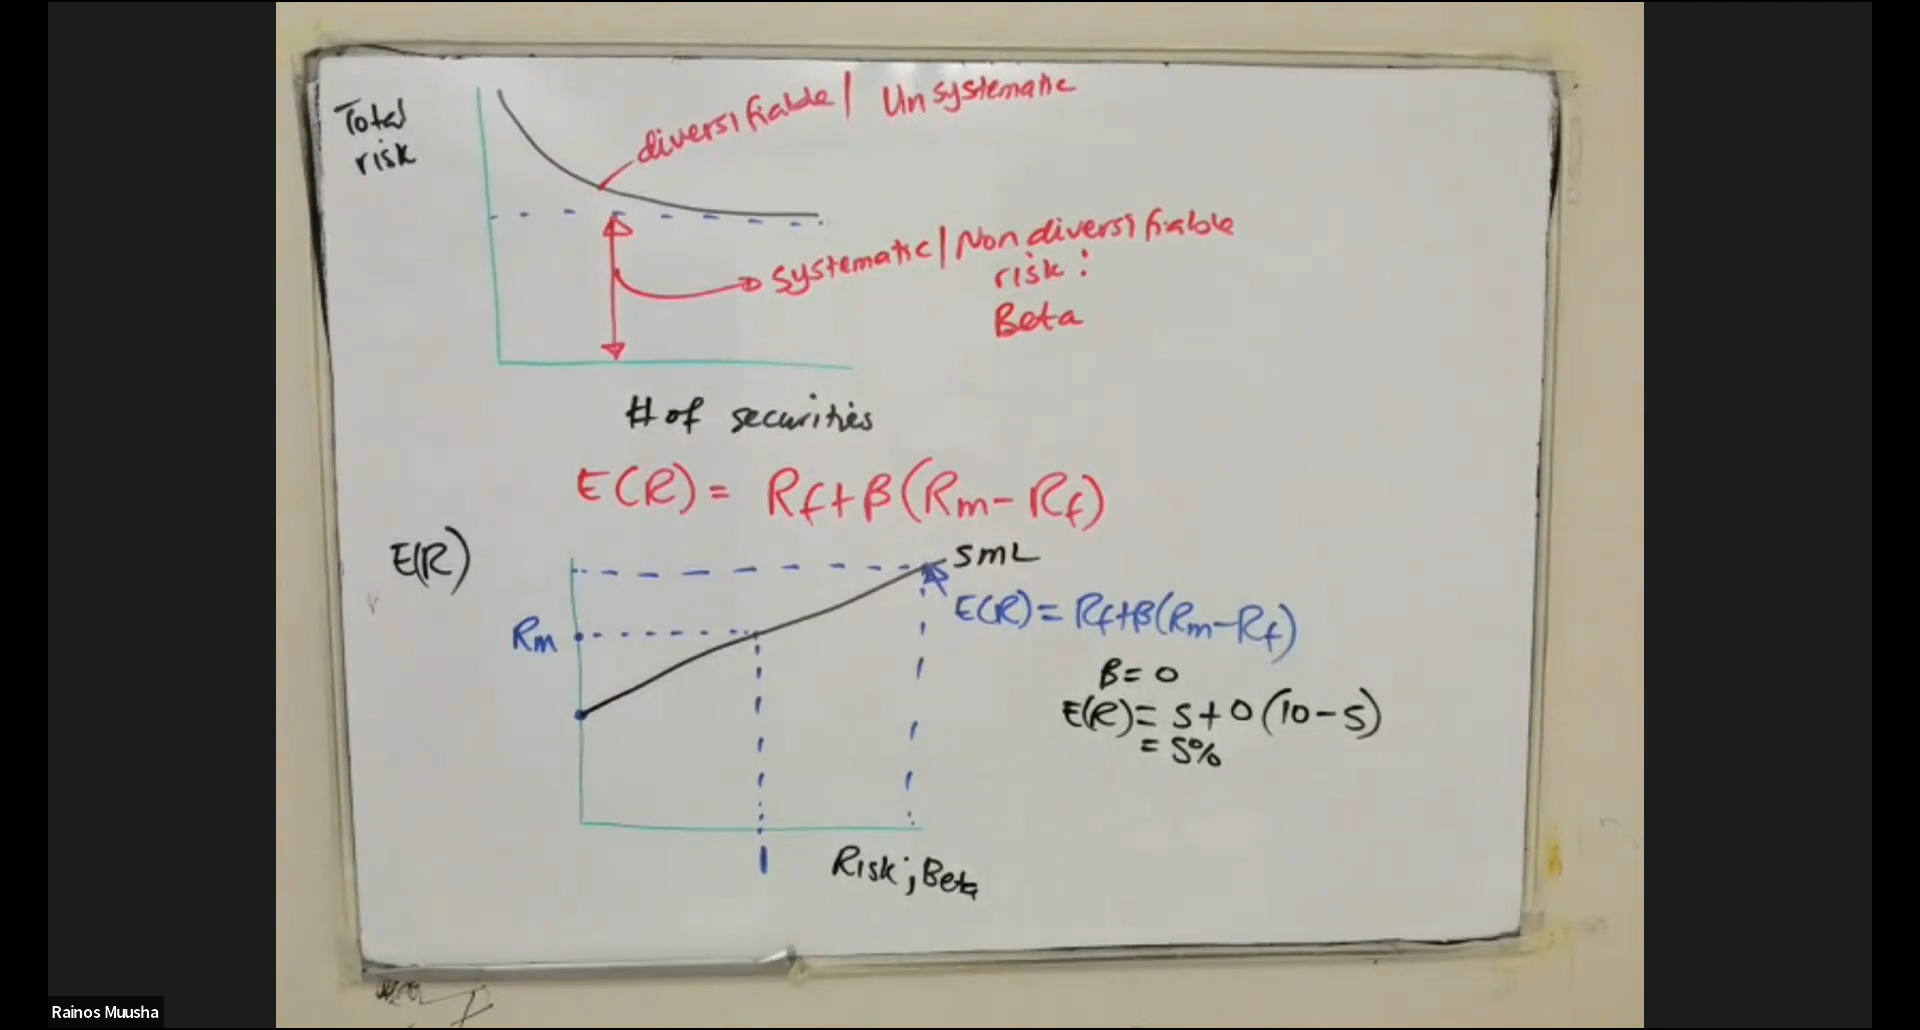 Total
risk
diversifiable / Unsystematic
systematic / Non diversifiable
risk :
Beta
# of securities
E(R) = Rf + β(Rm - Rf)
E(R)
SML
E(R) = Rf + β(Rm - Rf)
Rm
β = 0
E(R) = 5 + 0 (10 - 5)
= 5%
1
Risk ; Beta
Rainos Muusha